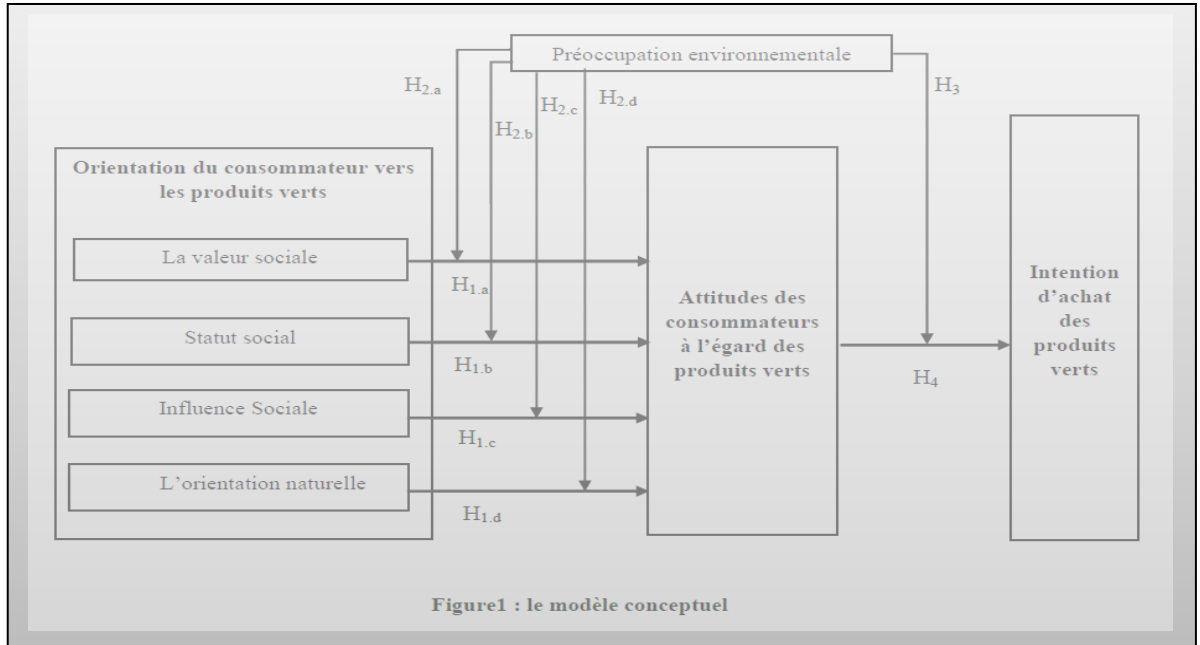 Préoccupation environnementale
H2.a
H2.b
H2.c
H2.d
H3
Orientation du consommateur vers
les produits verts
La valeur sociale
H1.a
Statut social
H1.b
Influence Sociale
H1.c
L'orientation naturelle
H1.d
Attitudes des
consommateurs
à l'égard des
produits verts
H4
Intention
d'achat
des
produits
verts
Figure1 : le modèle conceptuel